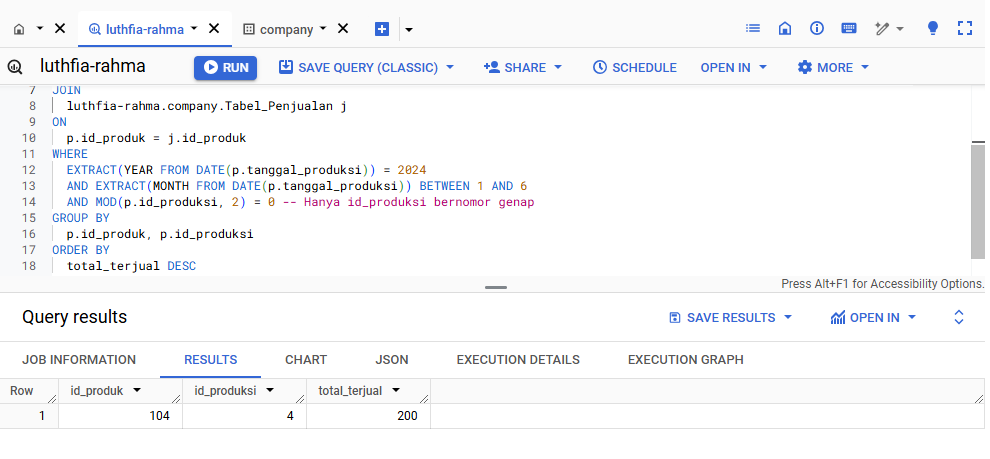 luthfia-rahma company
luthfia-rahma RUN SAVE QUERY (CLASSIC) SHARE SCHEDULE OPEN IN MORE
7 JOIN
8 luthfia-rahma.company.Tabel_Penjualan j
9 ON
10 p.id_produk = j.id_produk
11 WHERE
12 EXTRACT(YEAR FROM DATE(p.tanggal_produksi)) = 2024
13 AND EXTRACT(MONTH FROM DATE(p.tanggal_produksi)) BETWEEN 1 AND 6
14 AND MOD(p.id_produksi, 2) = 0 -- Hanya id_produksi bernomor genap
15 GROUP BY
16 p.id_produk, p.id_produksi
17 ORDER BY
18 total_terjual DESC
Press Alt+F1 for Accessibility Options.
Query results SAVE RESULTS OPEN IN
JOB INFORMATION RESULTS CHART JSON EXECUTION DETAILS EXECUTION GRAPH
Row id_produk id_produksi total_terjual
1 104 4 200